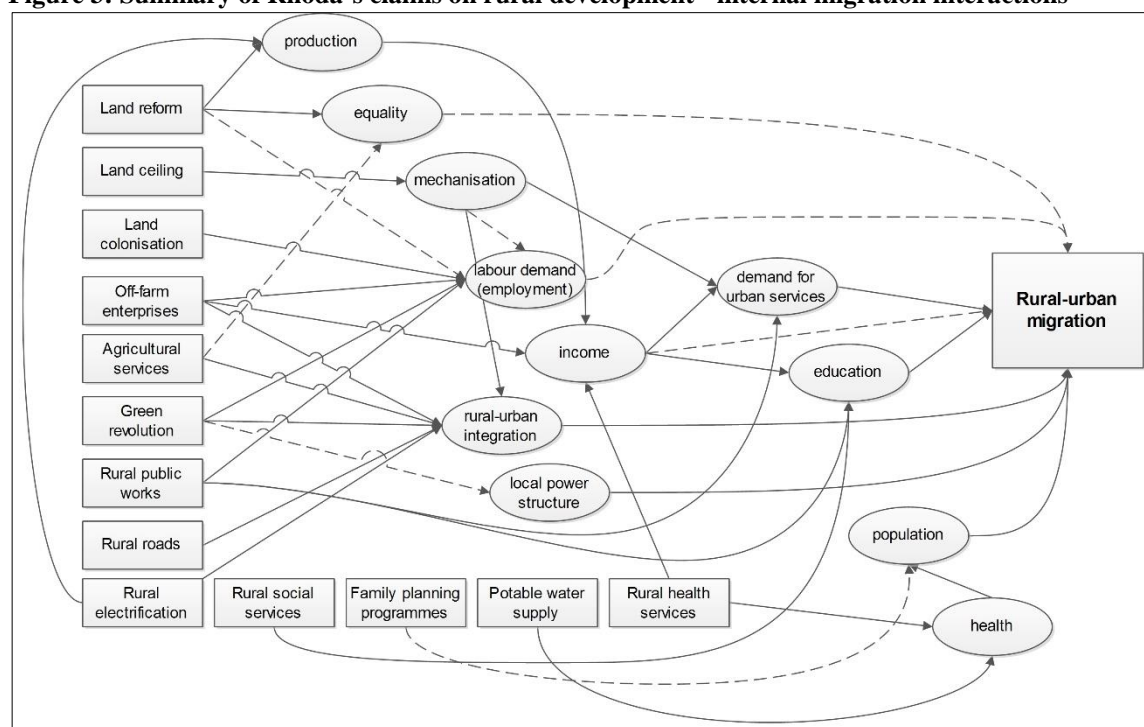 Figure 3: Summary of Rhoda's claims on rural development - internal migration interactions
production
Land reform
equality
Land ceiling
mechanisation
Land
colonisation
labour demand
(employment)
demand for
urban services
Rural-urban
migration
Off-farm
enterprises
income
Agricultural
services
education
Green
revolution
rural-urban
integration
Rural public
works
local power
structure
Rural roads
population
Rural
electrification
Rural social
services
Family planning
programmes
Potable water
supply
Rural health
services
health